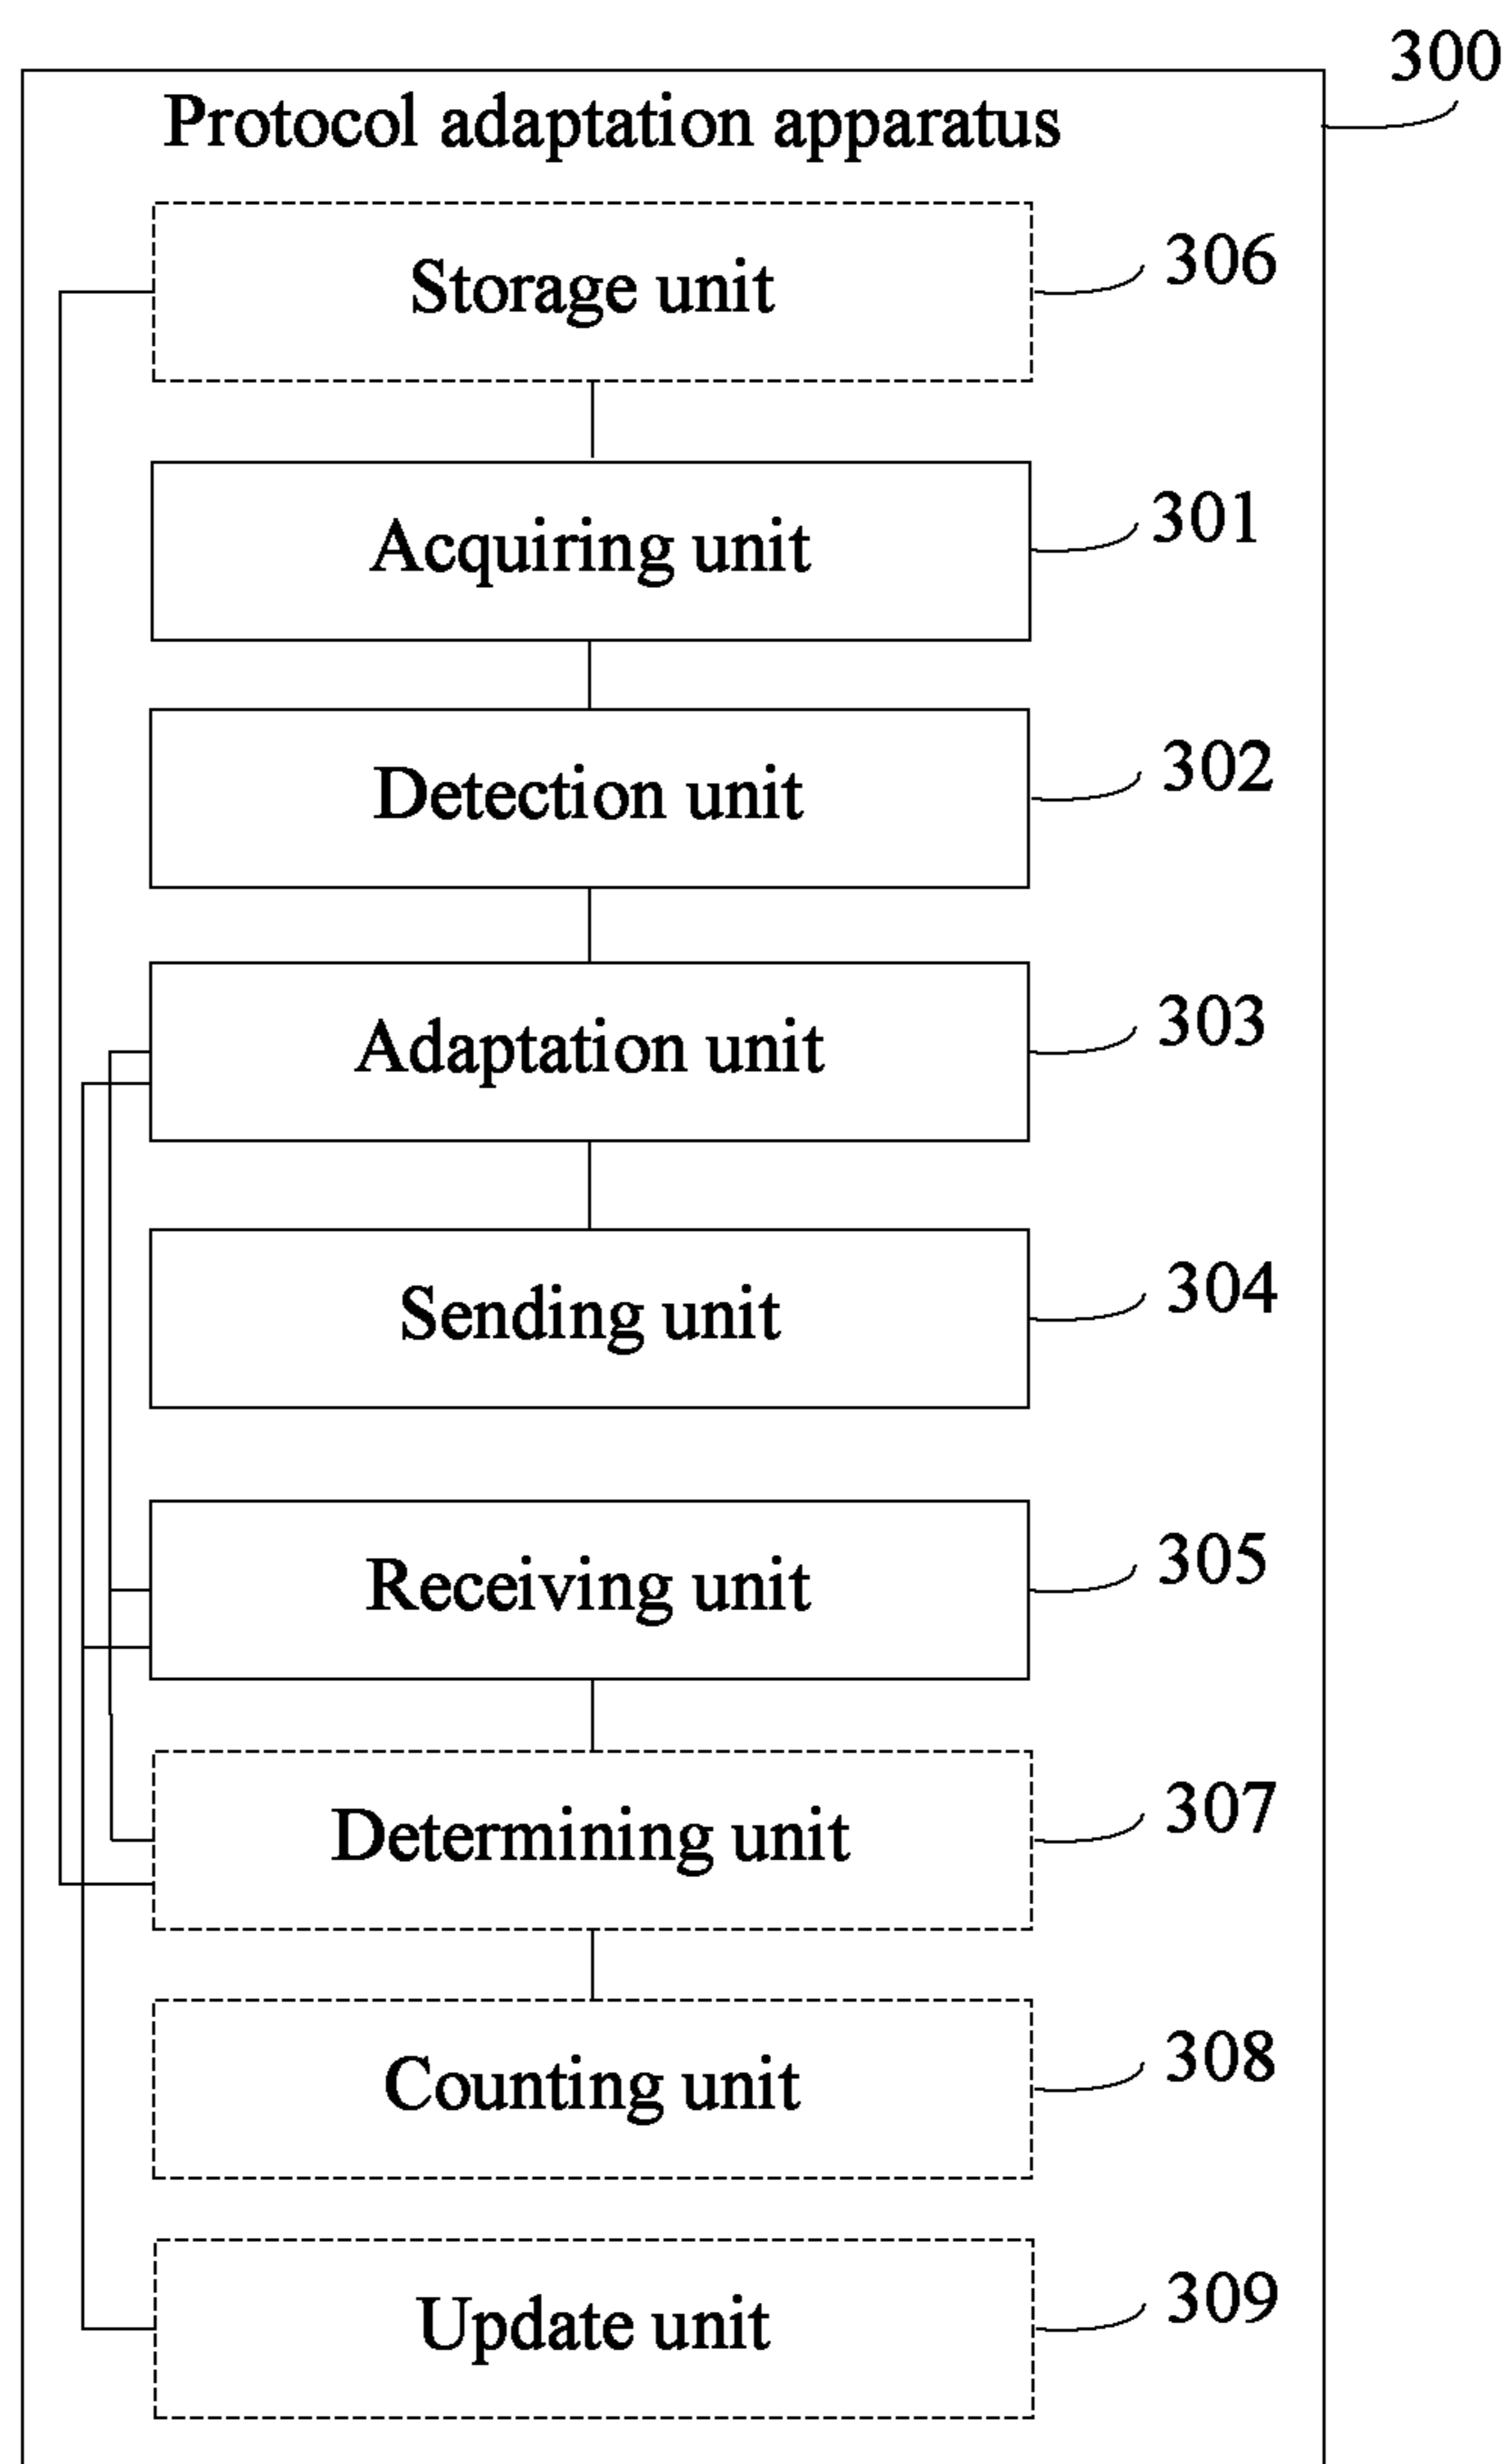 300
Protocol adaptation apparatus
Storage unit
306
Acquiring unit
301
Detection unit
302
Adaptation unit
303
Sending unit
304
Receiving unit
305
Determining unit
307
Counting unit
308
Update unit
309